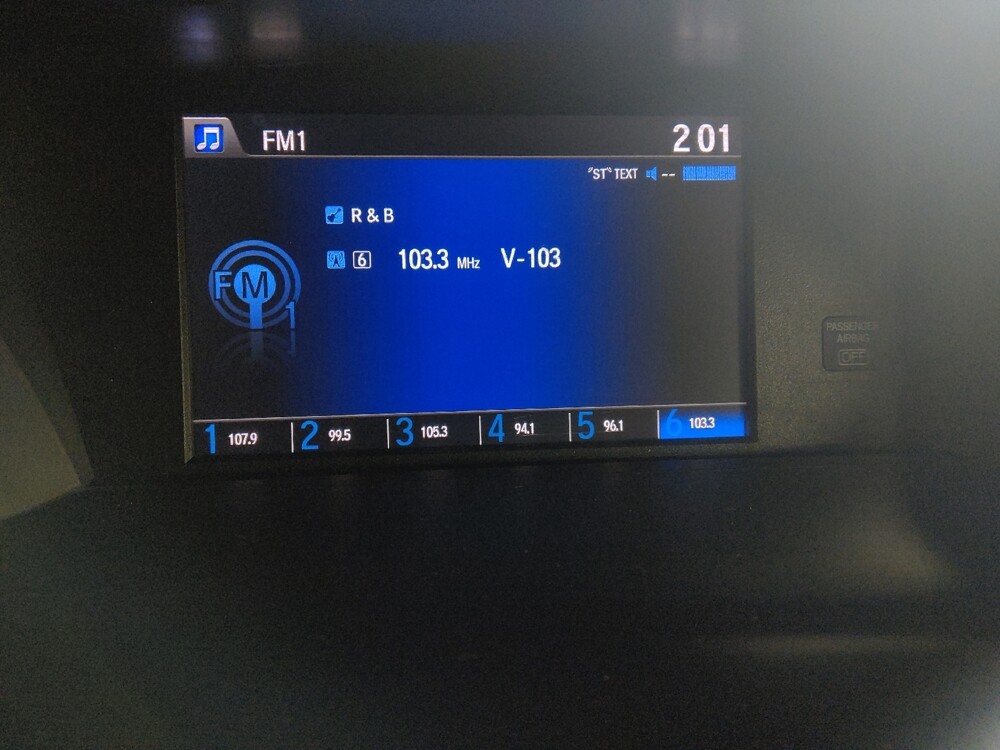 FM1 2 01
"ST" TEXT --
R & B
6 103.3 MHz V-103
FM 1
PASSENGER
AIRBAG
OFF
1 107.9 2 99.5 3 105.3 4 94.1 5 96.1 6 103.3